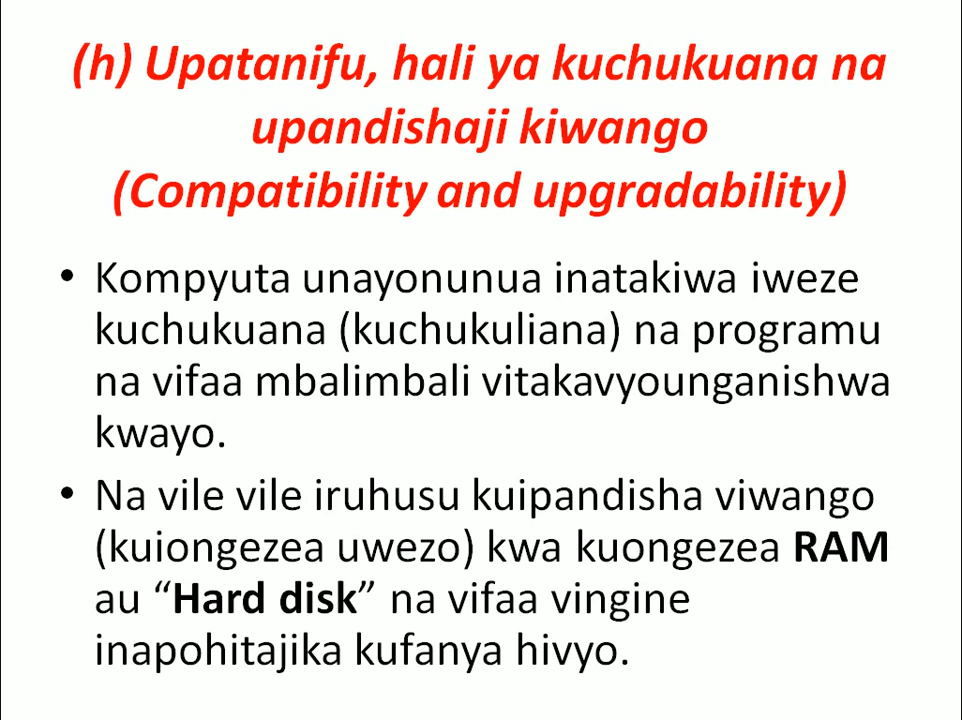 (h) Upatanifu, hali ya kuchukuana na
upandishaji kiwango
(Compatibility and upgradability)
• Kompyuta unayonunua inatakiwa iweze
kuchukuana (kuchukuliana) na programu
na vifaa mbalimbali vitakavyounganishwa
kwayo.
• Na vile vile iruhusu kuipandisha viwango
(kuiongezea uwezo) kwa kuongezea RAM
au “Hard disk” na vifaa vingine
inapohitajika kufanya hivyo.